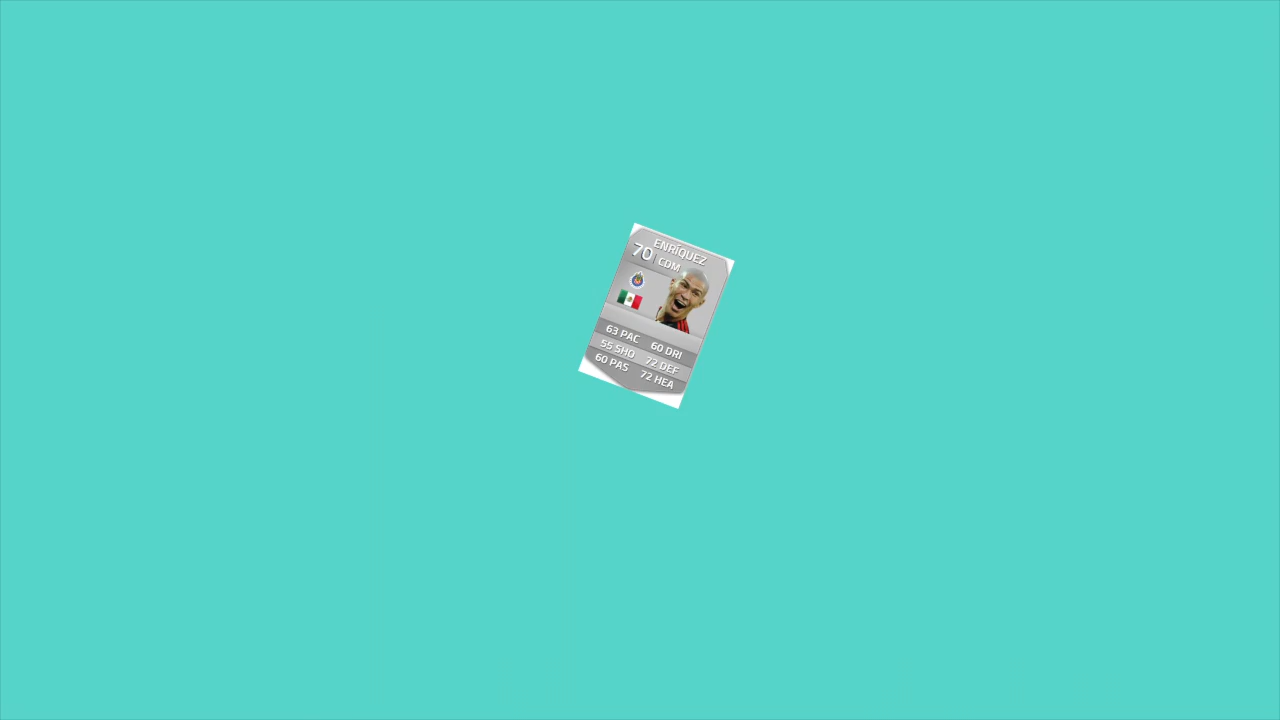 ENRÍQUEZ
70 CDM
63 PAC 60 DRI
55 SHO 72 DEF
60 PAS 72 HEA